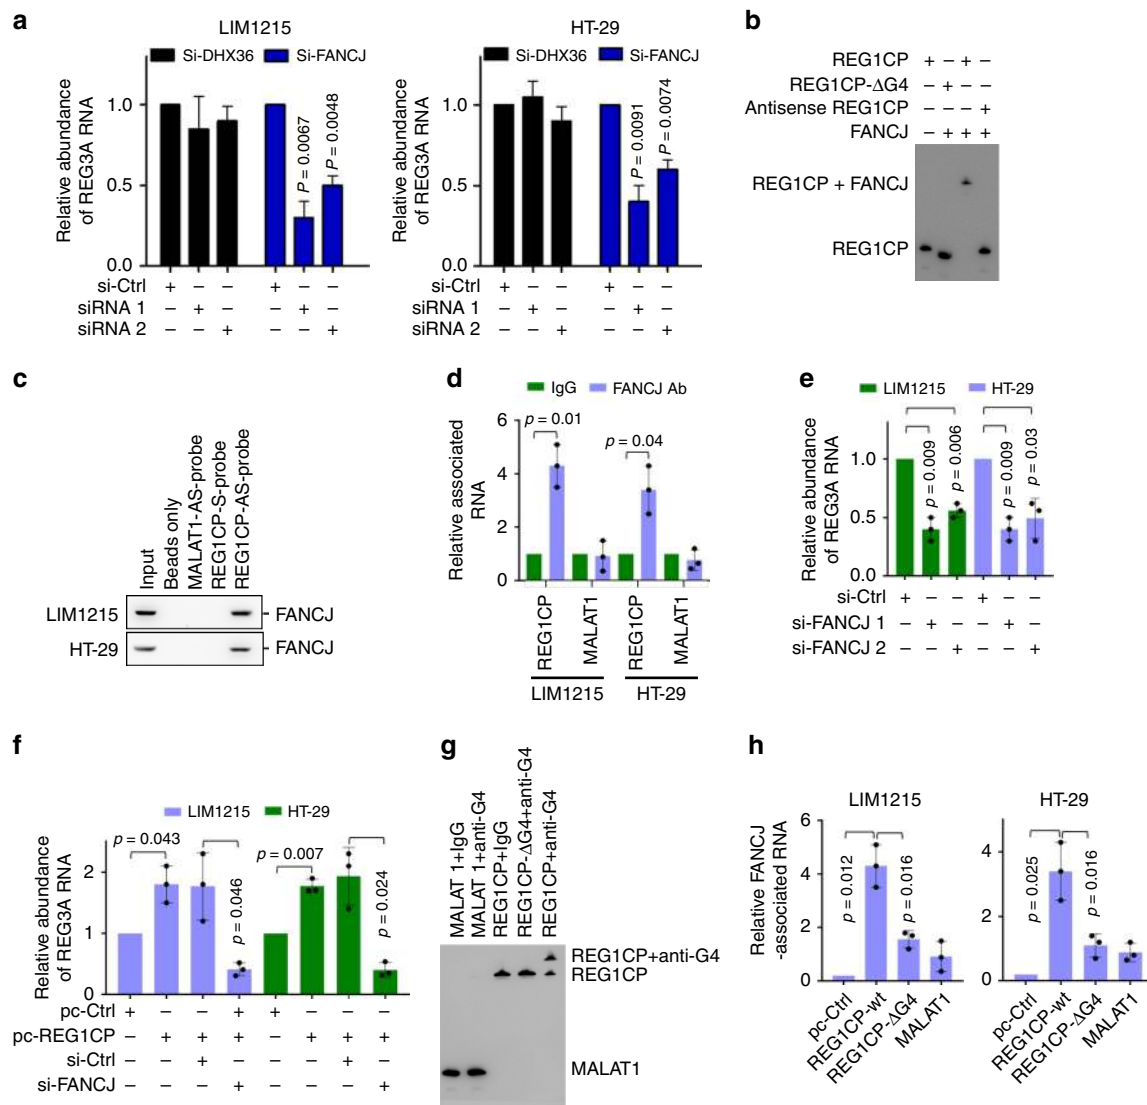 a
LIM1215
Si-DHX36 Si-FANCJ
Relative abundance
of REG3A RNA
1.0
0.5
0.0
P = 0.0067
P = 0.0048
si-Ctrl + – – + – –
siRNA 1 – + – – + –
siRNA 2 – – + – – +
HT-29
Si-DHX36 Si-FANCJ
Relative abundance
of REG3A RNA
1.0
0.5
0.0
P = 0.0091
P = 0.0074
si-Ctrl + – – + – –
siRNA 1 – + – – + –
siRNA 2 – – + – – +
b
REG1CP + – + –
REG1CP-ΔG4 – + – –
Antisense REG1CP – – – +
FANCJ – + + +
REG1CP + FANCJ
REG1CP
c
Input
Beads only
MALAT1-AS-probe
REG1CP-S-probe
REG1CP-AS-probe
LIM1215 FANCJ
HT-29 FANCJ
d
IgG FANCJ Ab
Relative associated
RNA
6
4
2
0
p = 0.01
p = 0.04
REG1CP
MALAT1
REG1CP
MALAT1
LIM1215 HT-29
e
LIM1215 HT-29
Relative abundance
of REG3A RNA
1.0
0.5
0.0
p = 0.009
p = 0.006
p = 0.009
p = 0.03
si-Ctrl + – – + – –
si-FANCJ 1 – + – – + –
si-FANCJ 2 – – + – – +
f
LIM1215 HT-29
Relative abundance
of REG3A RNA
2
1
0
p = 0.043
p = 0.046
p = 0.007
p = 0.024
pc-Ctrl + – – + + – – –
pc-REG1CP – + + + – + + +
si-Ctrl – – + – – – + –
si-FANCJ – – – + – – – +
g
MALAT 1+IgG
MALAT 1+anti-G4
REG1CP+IgG
REG1CP-ΔG4+anti-G4
REG1CP+anti-G4
REG1CP+anti-G4
REG1CP
MALAT1
h
LIM1215
Relative FANCJ
-associated RNA
6
4
2
0
p = 0.012
p = 0.016
pc-Ctrl
REG1CP-wt
REG1CP-ΔG4
MALAT1
HT-29
4
2
0
p = 0.025
p = 0.016
pc-Ctrl
REG1CP-wt
REG1CP-ΔG4
MALAT1